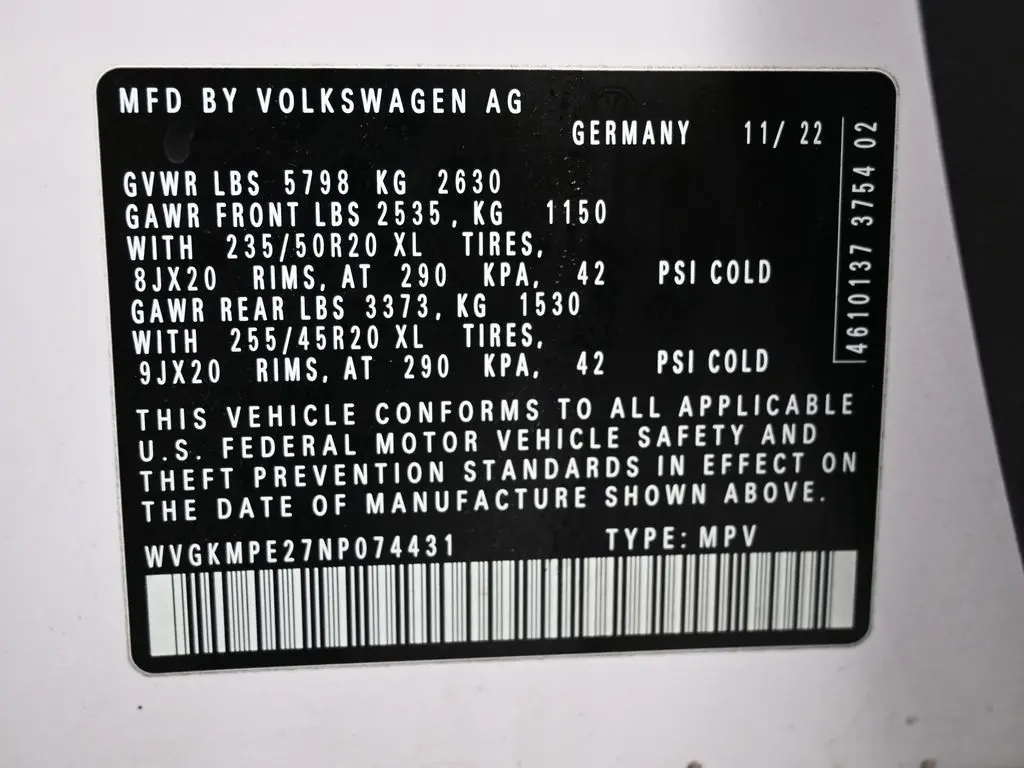 MFD BY VOLKSWAGEN AG
GERMANY 11/ 22
GVWR LBS 5798 KG 2630
GAWR FRONT LBS 2535, KG 1150
WITH 235/50R20 XL TIRES,
8JX20 RIMS, AT 290 KPA, 42 PSI COLD
GAWR REAR LBS 3373, KG 1530
WITH 255/45R20 XL TIRES,
9JX20 RIMS, AT 290 KPA, 42 PSI COLD
THIS VEHICLE CONFORMS TO ALL APPLICABLE
U.S. FEDERAL MOTOR VEHICLE SAFETY AND
THEFT PREVENTION STANDARDS IN EFFECT ON
THE DATE OF MANUFACTURE SHOWN ABOVE.
WVGKMPE27NP074431 TYPE: MPV
4610137 3754 02